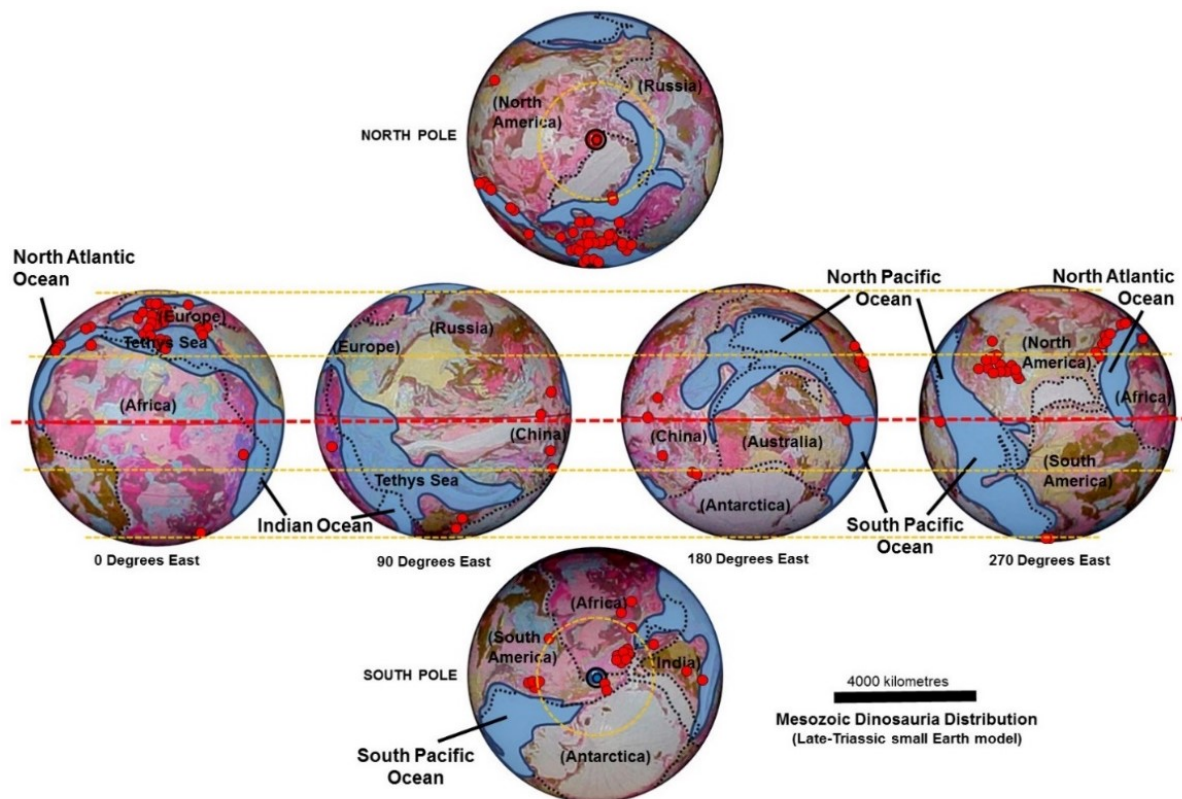 (Russia)
(North
America)
NORTH POLE
North Atlantic
Ocean
(Europe)
Tethys Sea
(Africa)
Indian Ocean
0 Degrees East
(Russia)
(Europe)
(China)
Tethys Sea
90 Degrees East
North Pacific
Ocean
(China)
(Australia)
(Antarctica)
South Pacific
Ocean
180 Degrees East
North Atlantic
Ocean
(North
America)
(Africa)
(South
America)
270 Degrees East
(Africa)
(South
America)
(India)
SOUTH POLE
South Pacific
Ocean
(Antarctica)
4000 kilometres
Mesozoic Dinosauria Distribution
(Late-Triassic small Earth model)